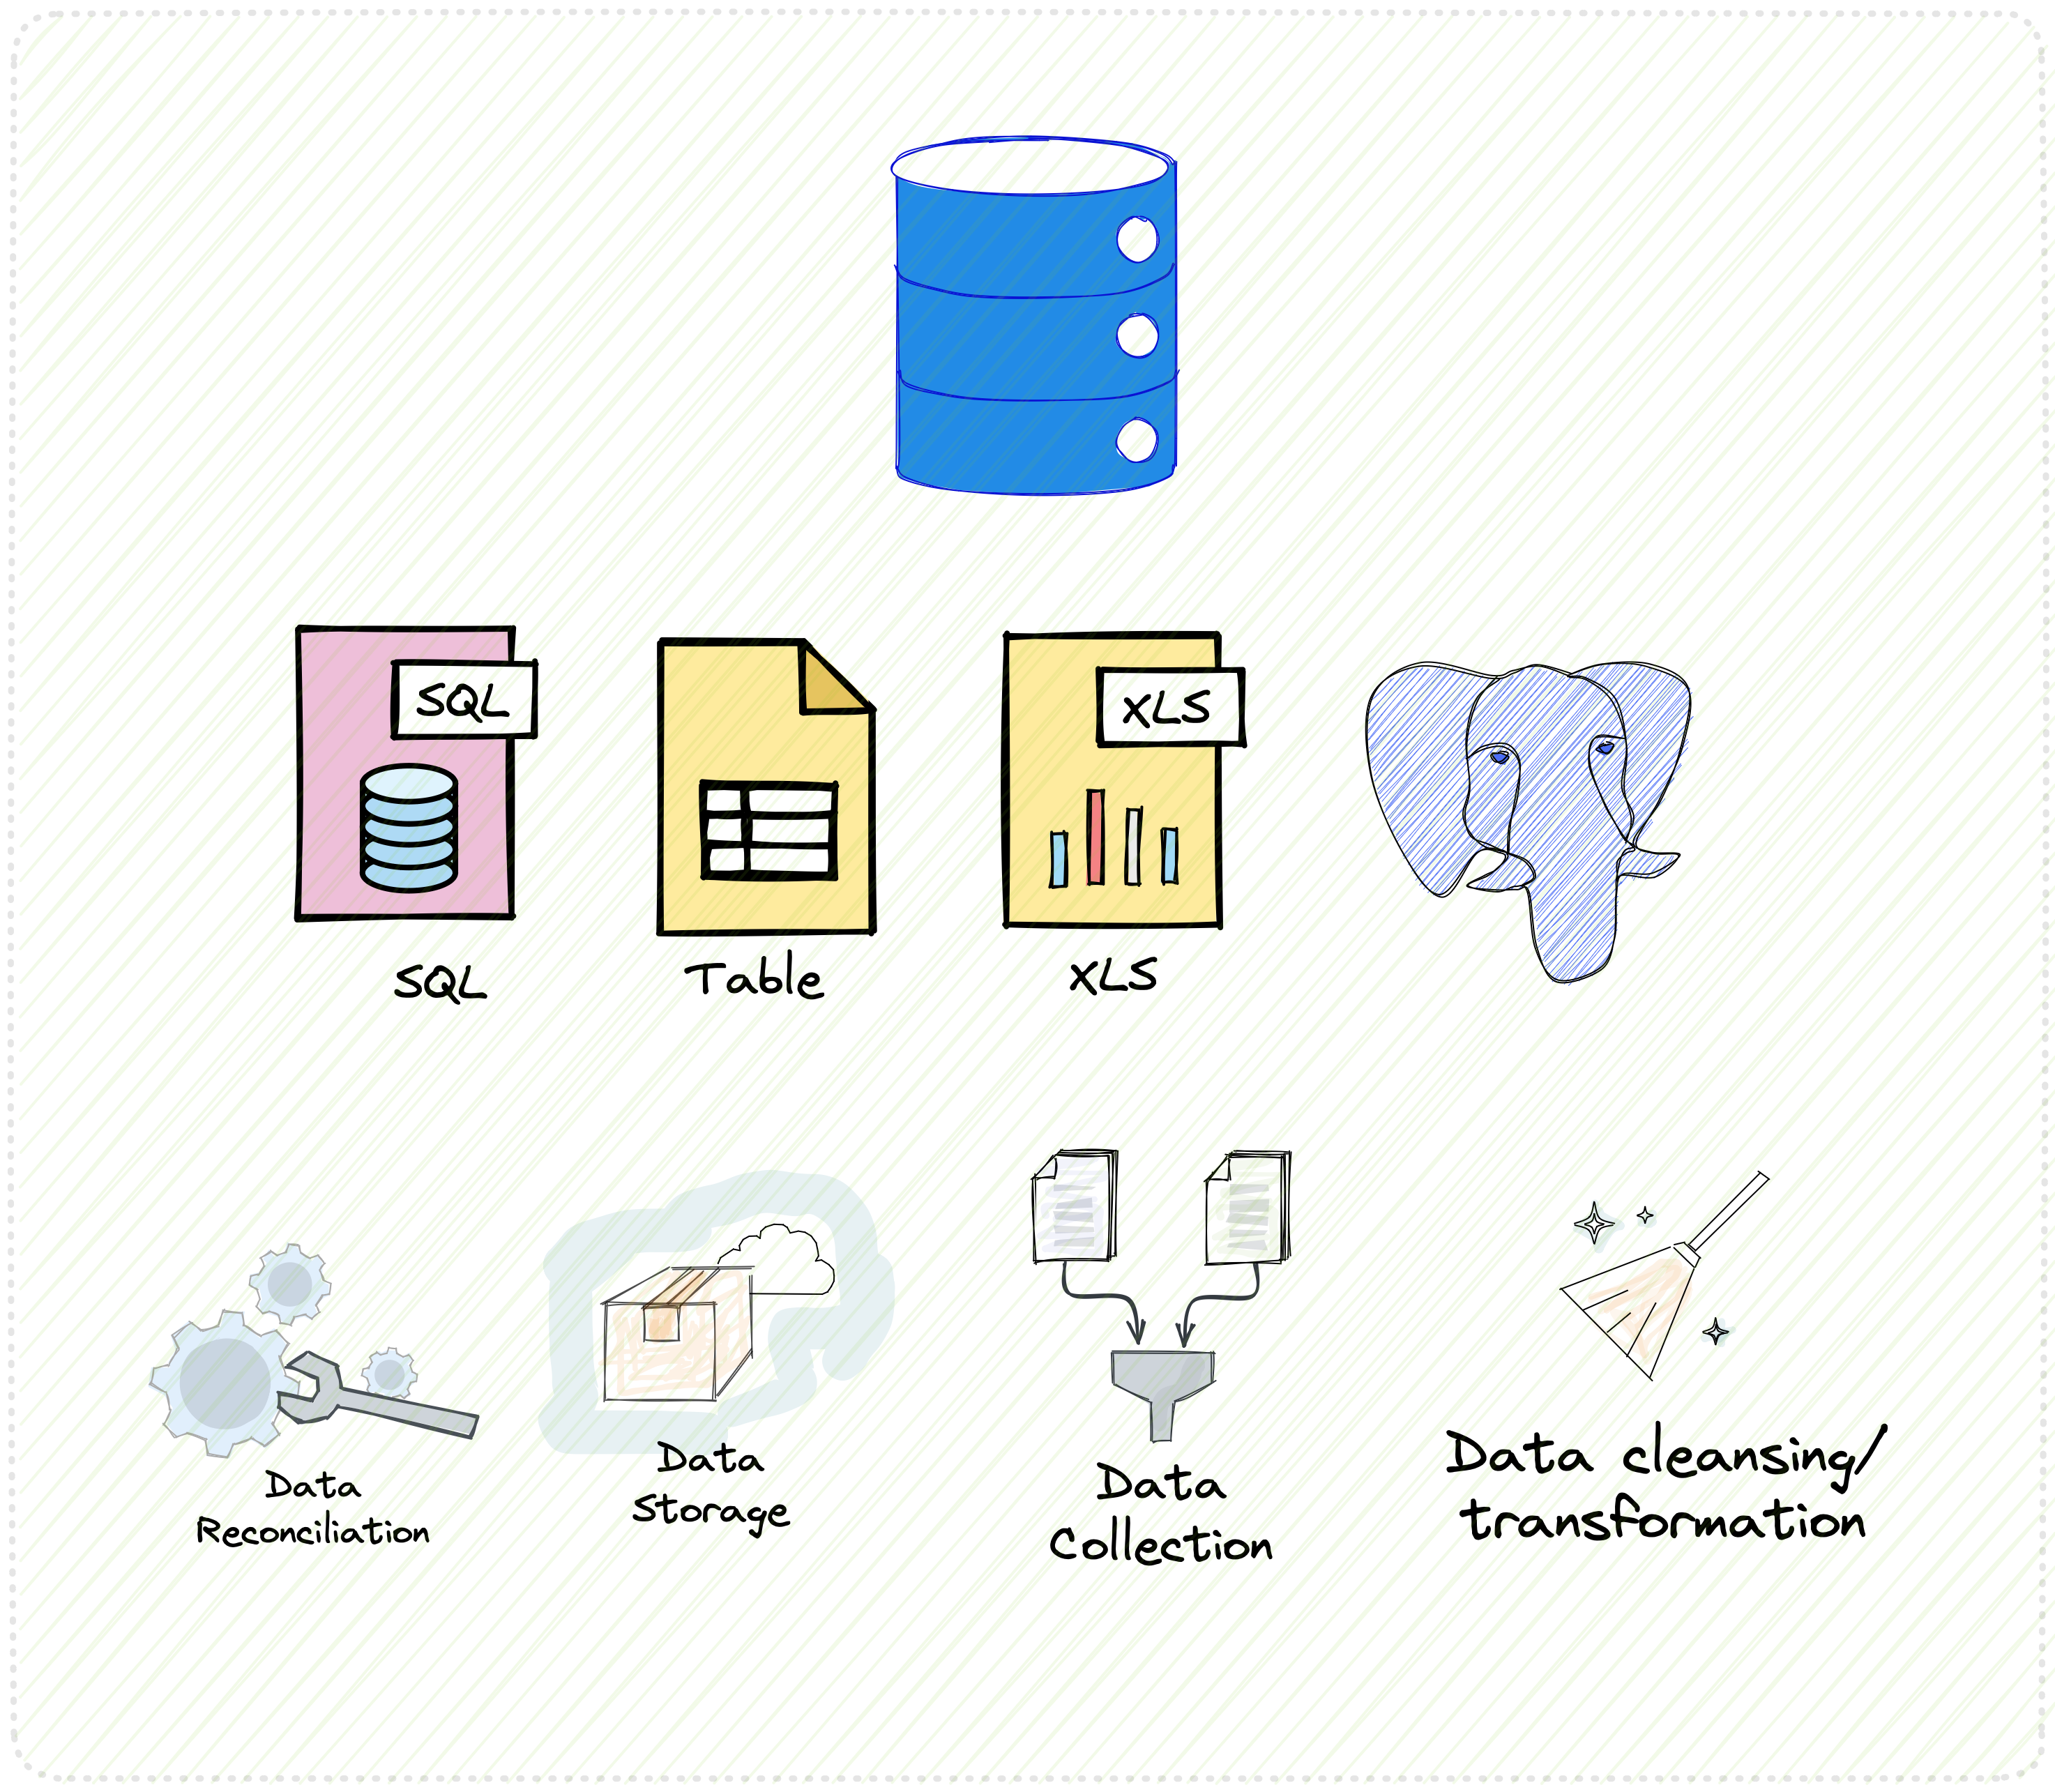 SQL
XLS
SQL
Table
XLS
Data
Reconciliation
Data
Storage
Data
Collection
Data cleansing/
transformation